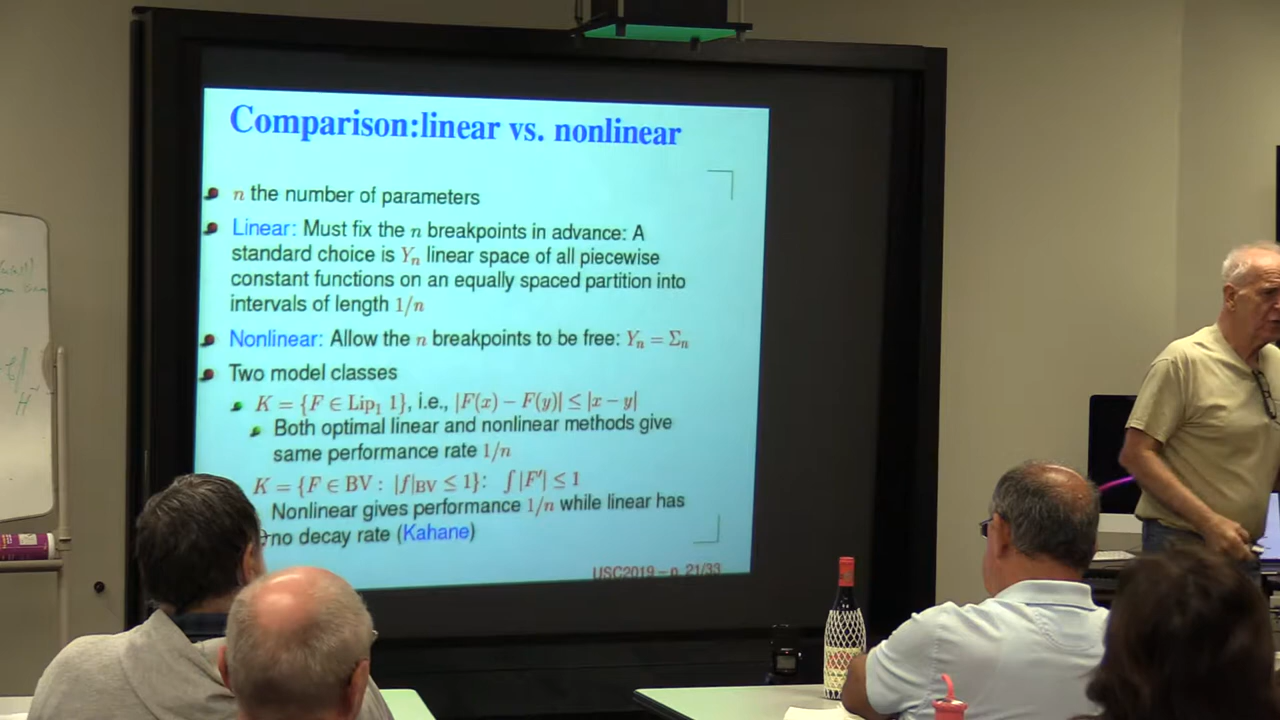 Comparison:linear vs. nonlinear
n the number of parameters
Linear: Must fix the n breakpoints in advance: A
standard choice is Yₙ linear space of all piecewise
constant functions on an equally spaced partition into
intervals of length 1/n
Nonlinear: Allow the n breakpoints to be free: Yₙ = Σₙ
Two model classes
K = {F ∈ Lip₁ 1}, i.e., |F(x) − F(y)| ≤ |x − y|
Both optimal linear and nonlinear methods give
same performance rate 1/n
K = {F ∈ BV : |f|BV ≤ 1}: ∫|F′| ≤ 1
Nonlinear gives performance 1/n while linear has
no decay rate (Kahane)
USC2019 – p. 21/33